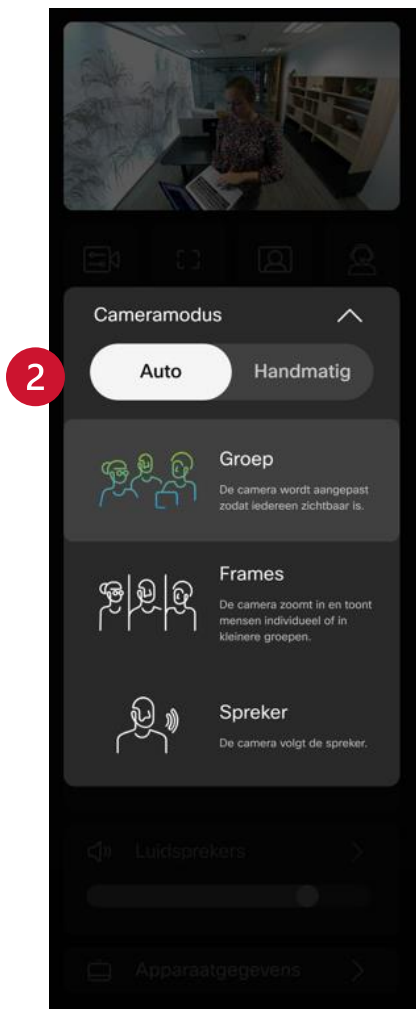 Cameramodus
2
Auto
Handmatig
Groep
De camera wordt aangepast
zodat iedereen zichtbaar is.
Frames
De camera zoomt in en toont
mensen individueel of in
kleinere groepen.
Spreker
De camera volgt de spreker.
Luidsprekers
Apparaatgegevens